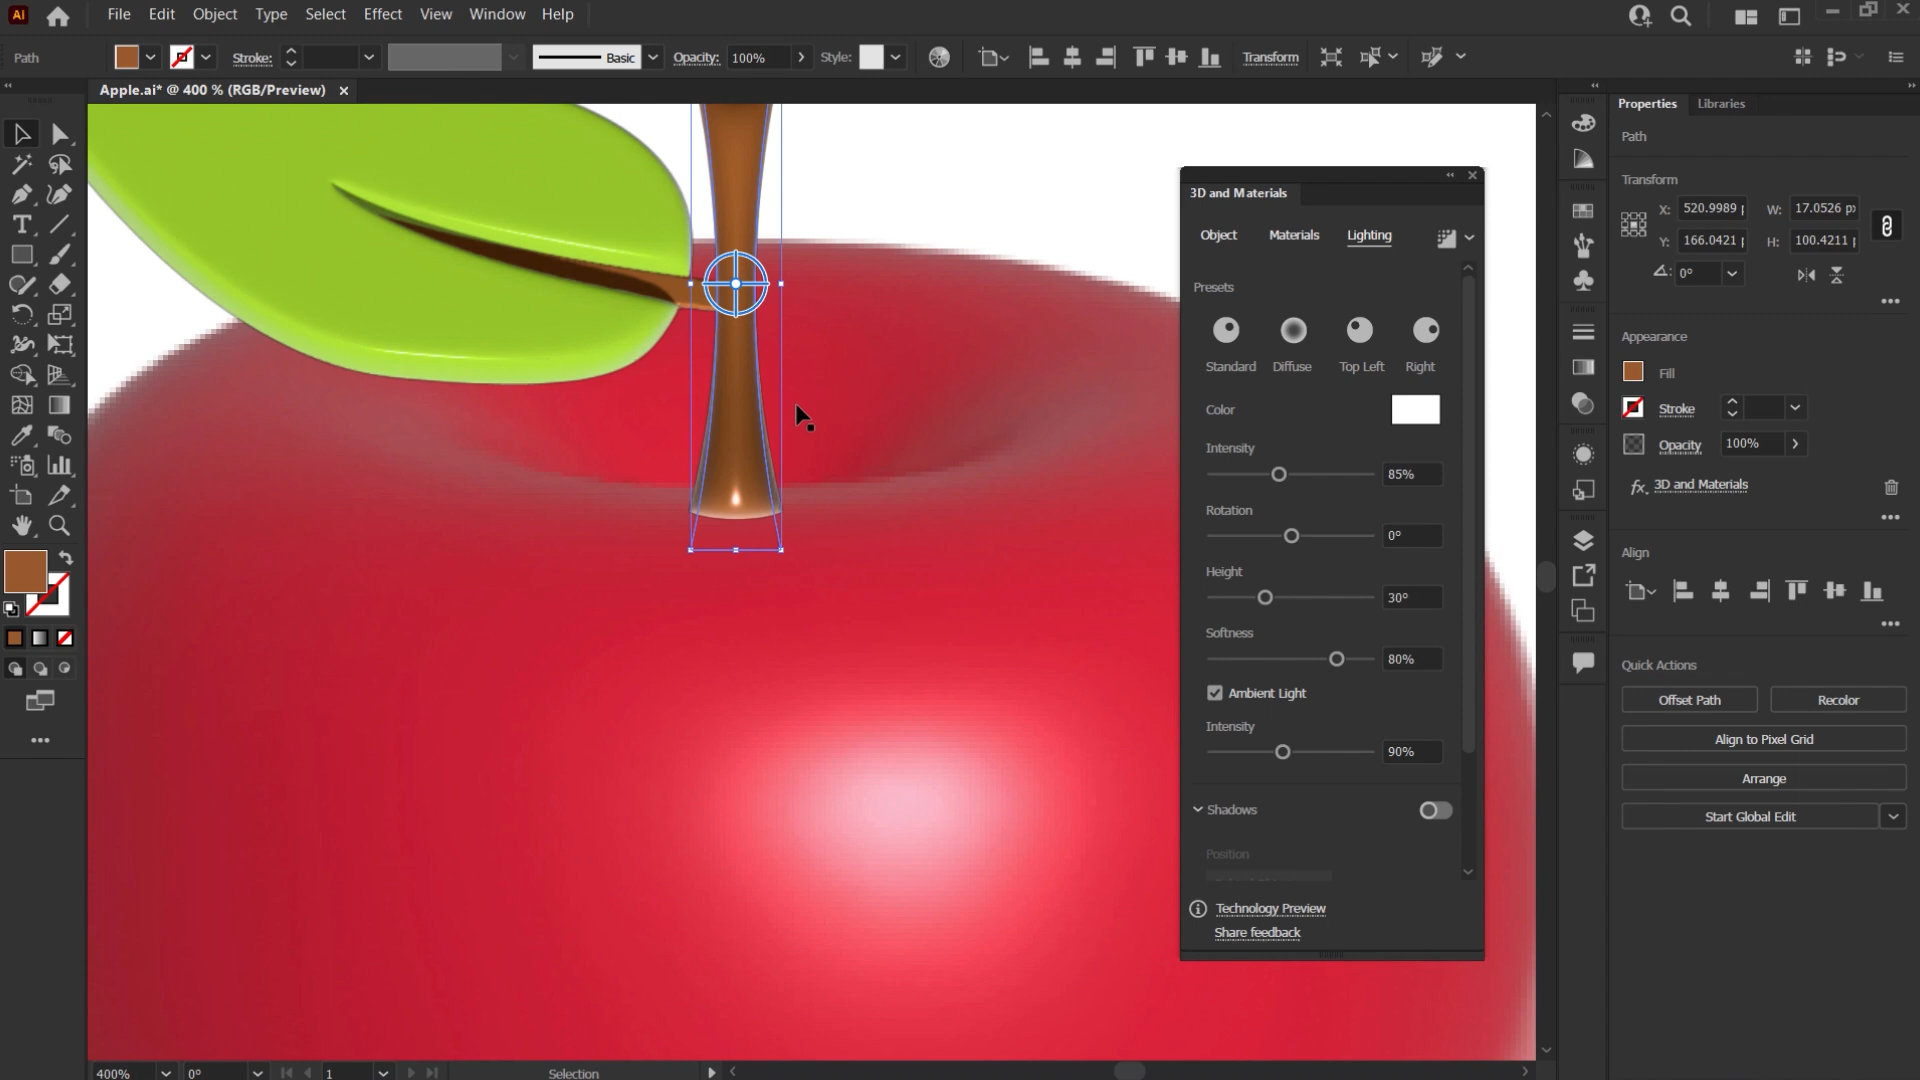 Ai File Edit Object Type Select Effect View Window Help
Path Stroke: Basic Opacity: 100% Style: Transform
Apple.ai* @ 400 % (RGB/Preview)
3D and Materials
Object Materials Lighting
Presets
Standard Diffuse Top Left Right
Color
Intensity
85%
Rotation
0°
Height
30°
Softness
80%
Ambient Light
Intensity
90%
Shadows
Position
Technology Preview
Share feedback
Properties Libraries
Path
Transform
X: 520.9989 W: 17.0526 px
Y: 166.0421 H: 100.4211
0°
Appearance
Fill
Stroke
Opacity 100%
fx. 3D and Materials
Align
Quick Actions
Offset Path Recolor
Align to Pixel Grid
Arrange
Start Global Edit
400% 0° 1 Selection